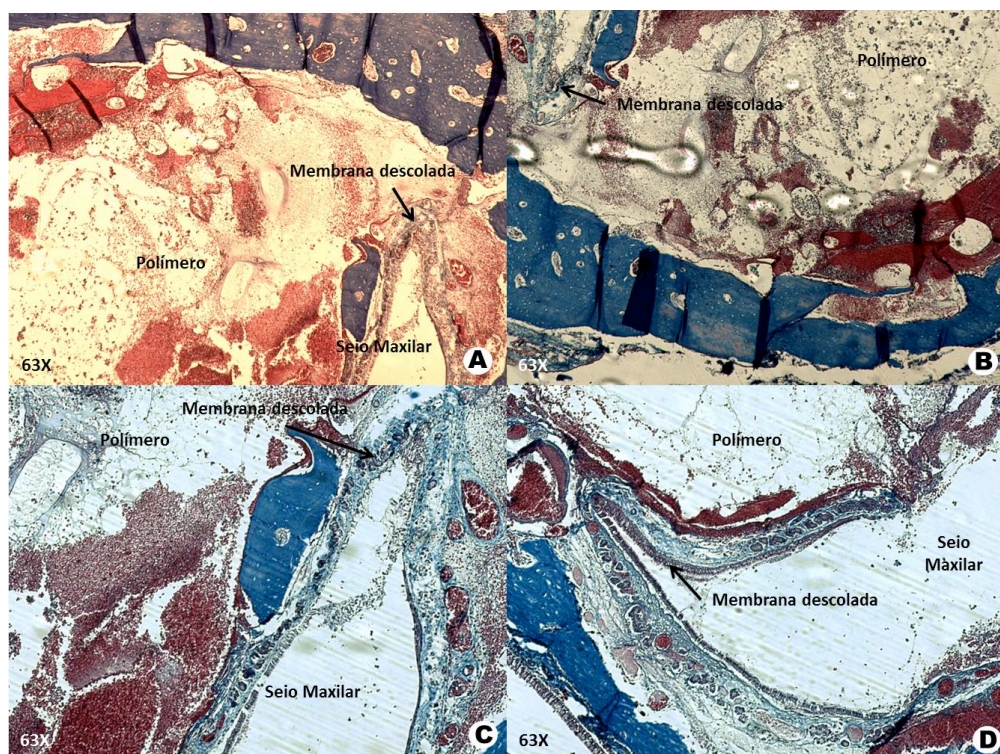 Membrana descolada
Polímero
Seio Maxilar
63X
A
Polímero
Membrana descolada
63X
B
Membrana descolada
Polímero
Seio Maxilar
63X
C
Polímero
Seio
Maxilar
Membrana descolada
63X
D